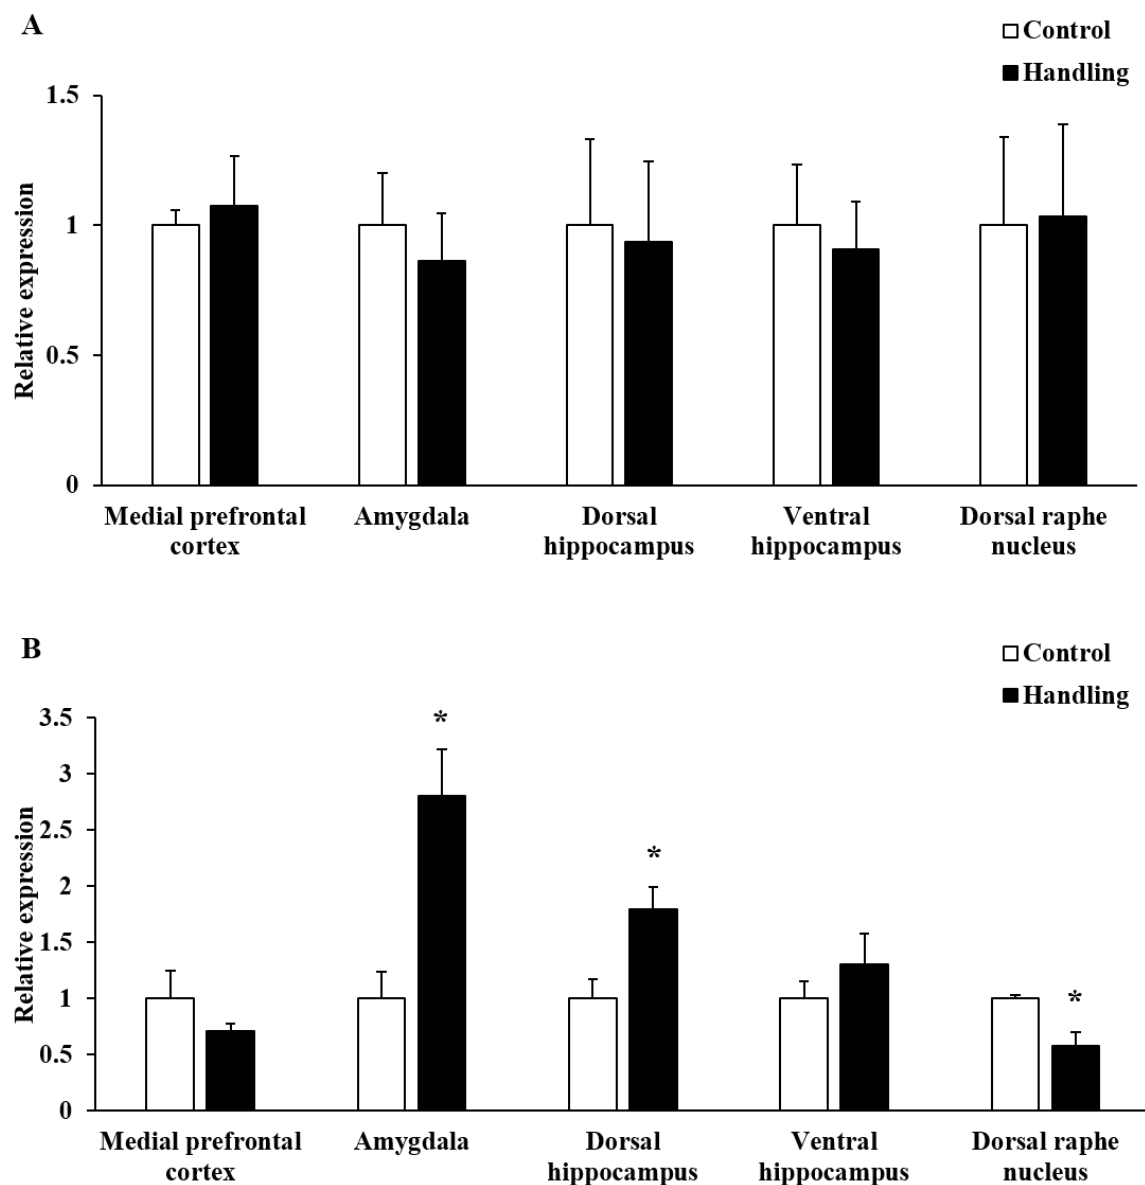 A
Control
Handling
Relative expression
1.5
1
0.5
0
Medial prefrontal
cortex
Amygdala
Dorsal
hippocampus
Ventral
hippocampus
Dorsal raphe
nucleus
B
Control
Handling
Relative expression
3.5
3
2.5
2
1.5
1
0.5
0
*
*
*
Medial prefrontal
cortex
Amygdala
Dorsal
hippocampus
Ventral
hippocampus
Dorsal raphe
nucleus